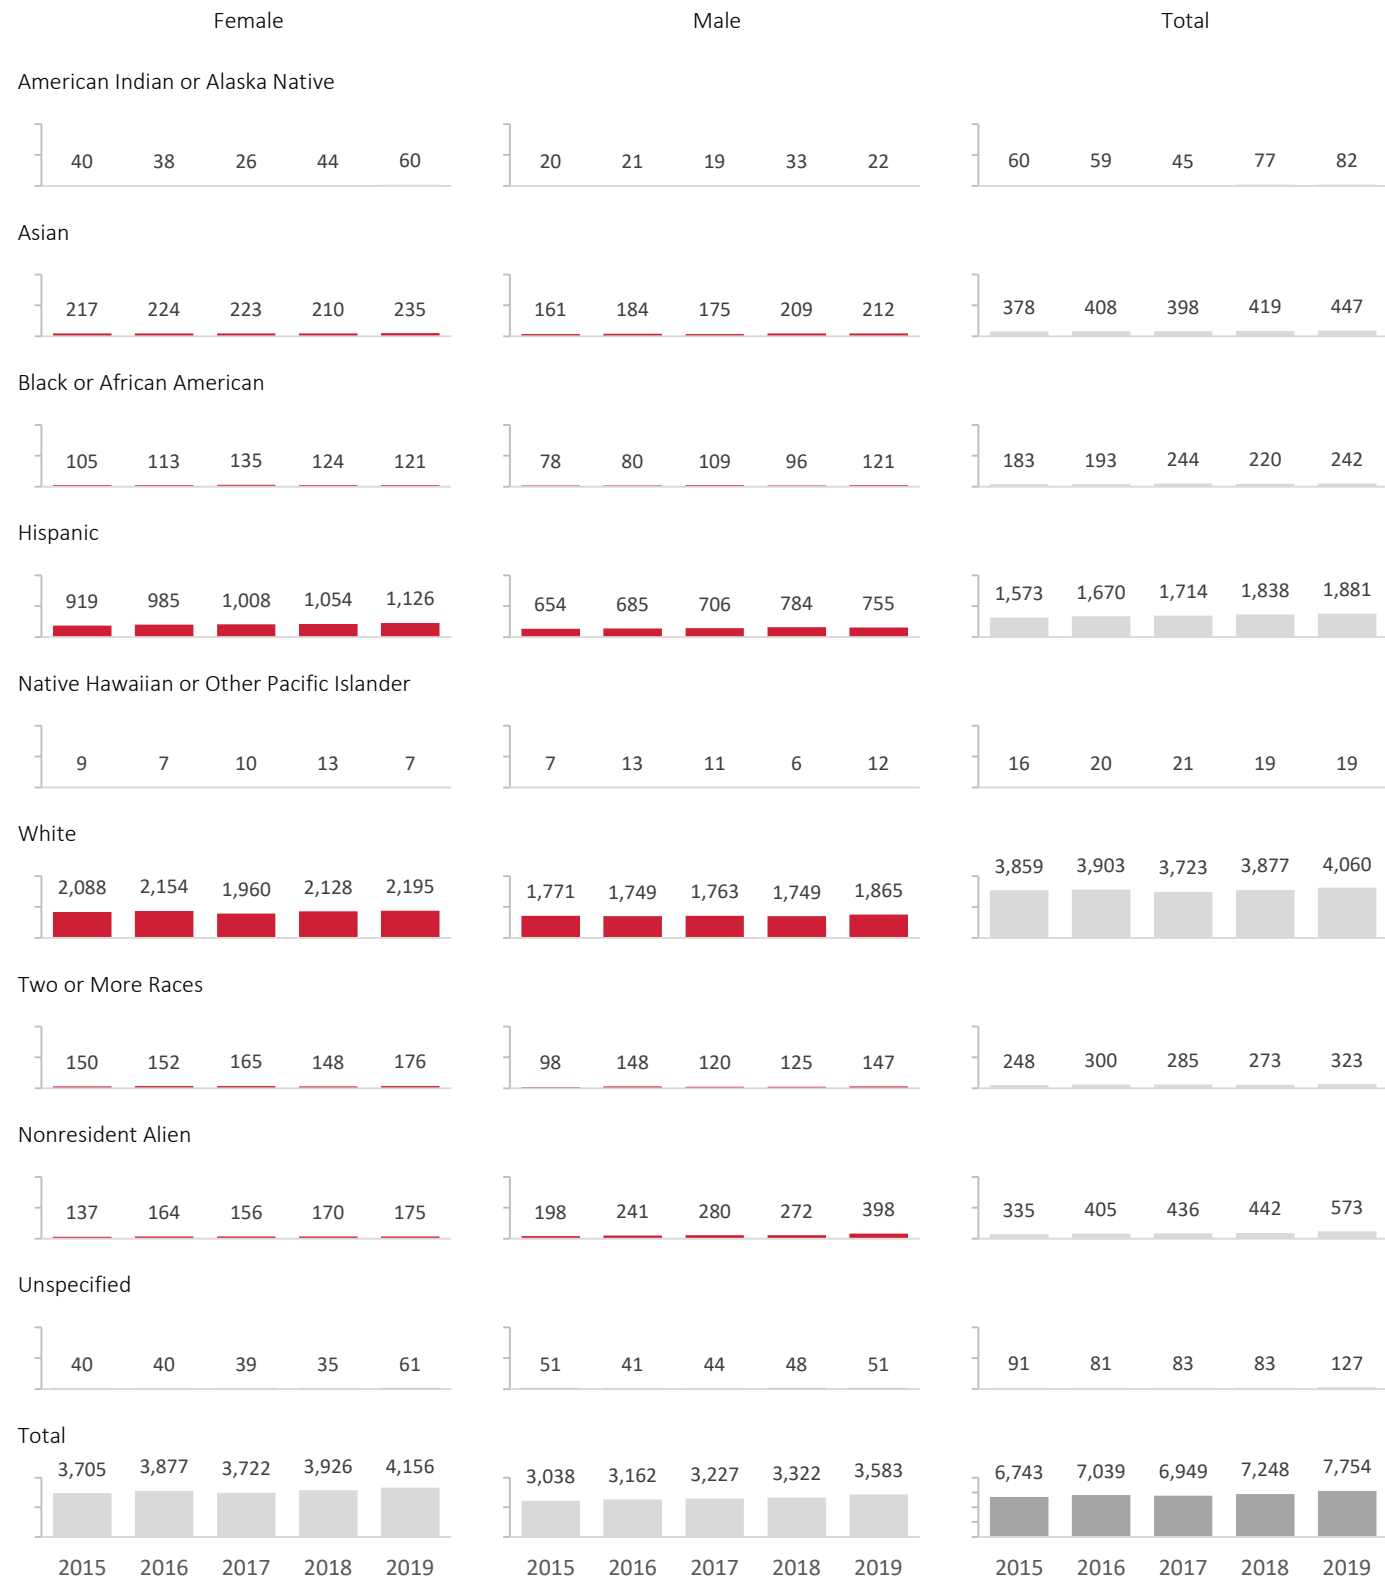 Female Male Total
American Indian or Alaska Native
40 38 26 44 60 20 21 19 33 22 60 59 45 77 82
Asian
217 224 223 210 235 161 184 175 209 212 378 408 398 419 447
Black or African American
105 113 135 124 121 78 80 109 96 121 183 193 244 220 242
Hispanic
919 985 1,008 1,054 1,126 654 685 706 784 755 1,573 1,670 1,714 1,838 1,881
Native Hawaiian or Other Pacific Islander
9 7 10 13 7 7 13 11 6 12 16 20 21 19 19
White
2,088 2,154 1,960 2,128 2,195 1,771 1,749 1,763 1,749 1,865 3,859 3,903 3,723 3,877 4,060
Two or More Races
150 152 165 148 176 98 148 120 125 147 248 300 285 273 323
Nonresident Alien
137 164 156 170 175 198 241 280 272 398 335 405 436 442 573
Unspecified
40 40 39 35 61 51 41 44 48 51 91 81 83 83 127
Total
3,705 3,877 3,722 3,926 4,156 3,038 3,162 3,227 3,322 3,583 6,743 7,039 6,949 7,248 7,754
2015 2016 2017 2018 2019 2015 2016 2017 2018 2019 2015 2016 2017 2018 2019